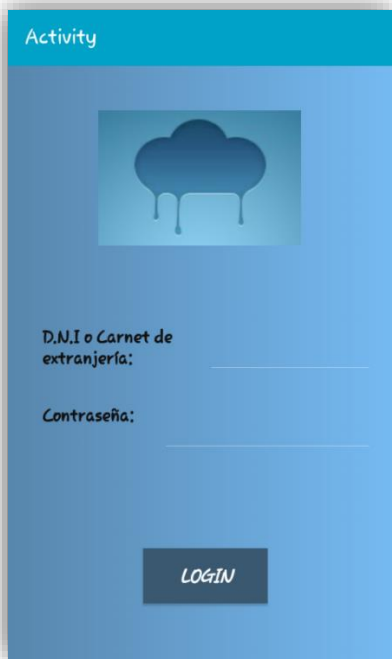 Activity
D.N.I o Carnet de
extranjería:
Contraseña:
LOGIN